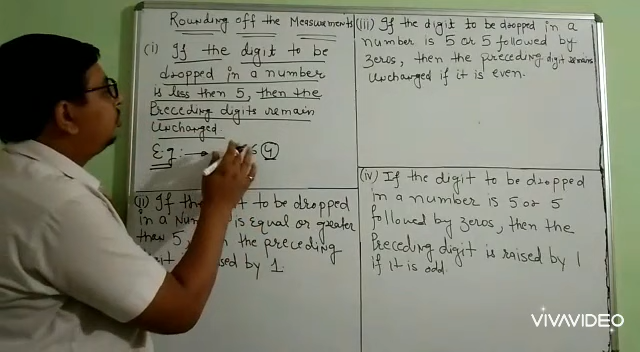 Rounding off the Measurements
(i) If the digit to be
dropped in a number
is less then 5, then the
Preceding digits remain
Unchanged.
E.g:→ 6 4
(ii) If the digit to be dropped
in a Number is Equal or greater
then 5, the preceding
digit raised by 1.
(iii) If the digit to be dropped in a
number is 5 or 5 followed by
zeros, then the preceding digit remains
Unchanged if it is even.
(iv) If the digit to be dropped
in a number is 5 or 5
followed by zeros, then the
Preceding digit is raised by 1
if it is odd.
VIVAVIDEO